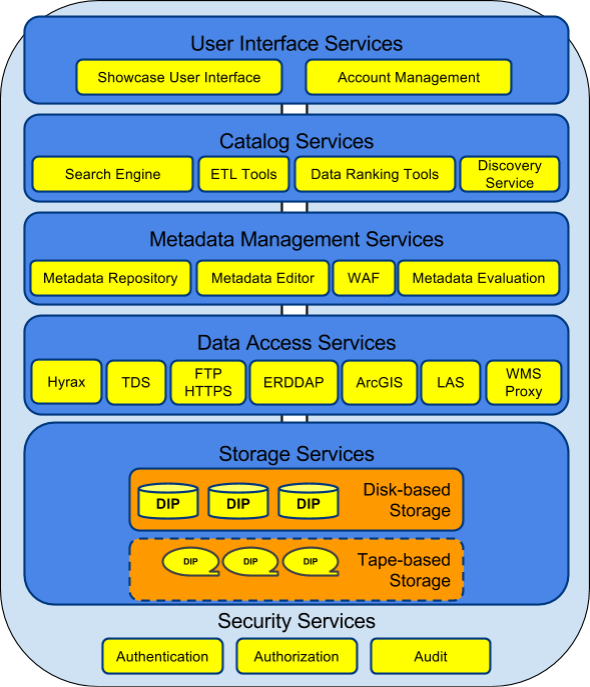 User Interface Services
Showcase User Interface
Account Management
Catalog Services
Search Engine
ETL Tools
Data Ranking Tools
Discovery
Service
Metadata Management Services
Metadata Repository
Metadata Editor
WAF
Metadata Evaluation
Data Access Services
Hyrax
TDS
FTP
HTTPS
ERDDAP
ArcGIS
LAS
WMS
Proxy
Storage Services
DIP
DIP
DIP
Disk-based
Storage
DIP
DIP
DIP
Tape-based
Storage
Security Services
Authentication
Authorization
Audit